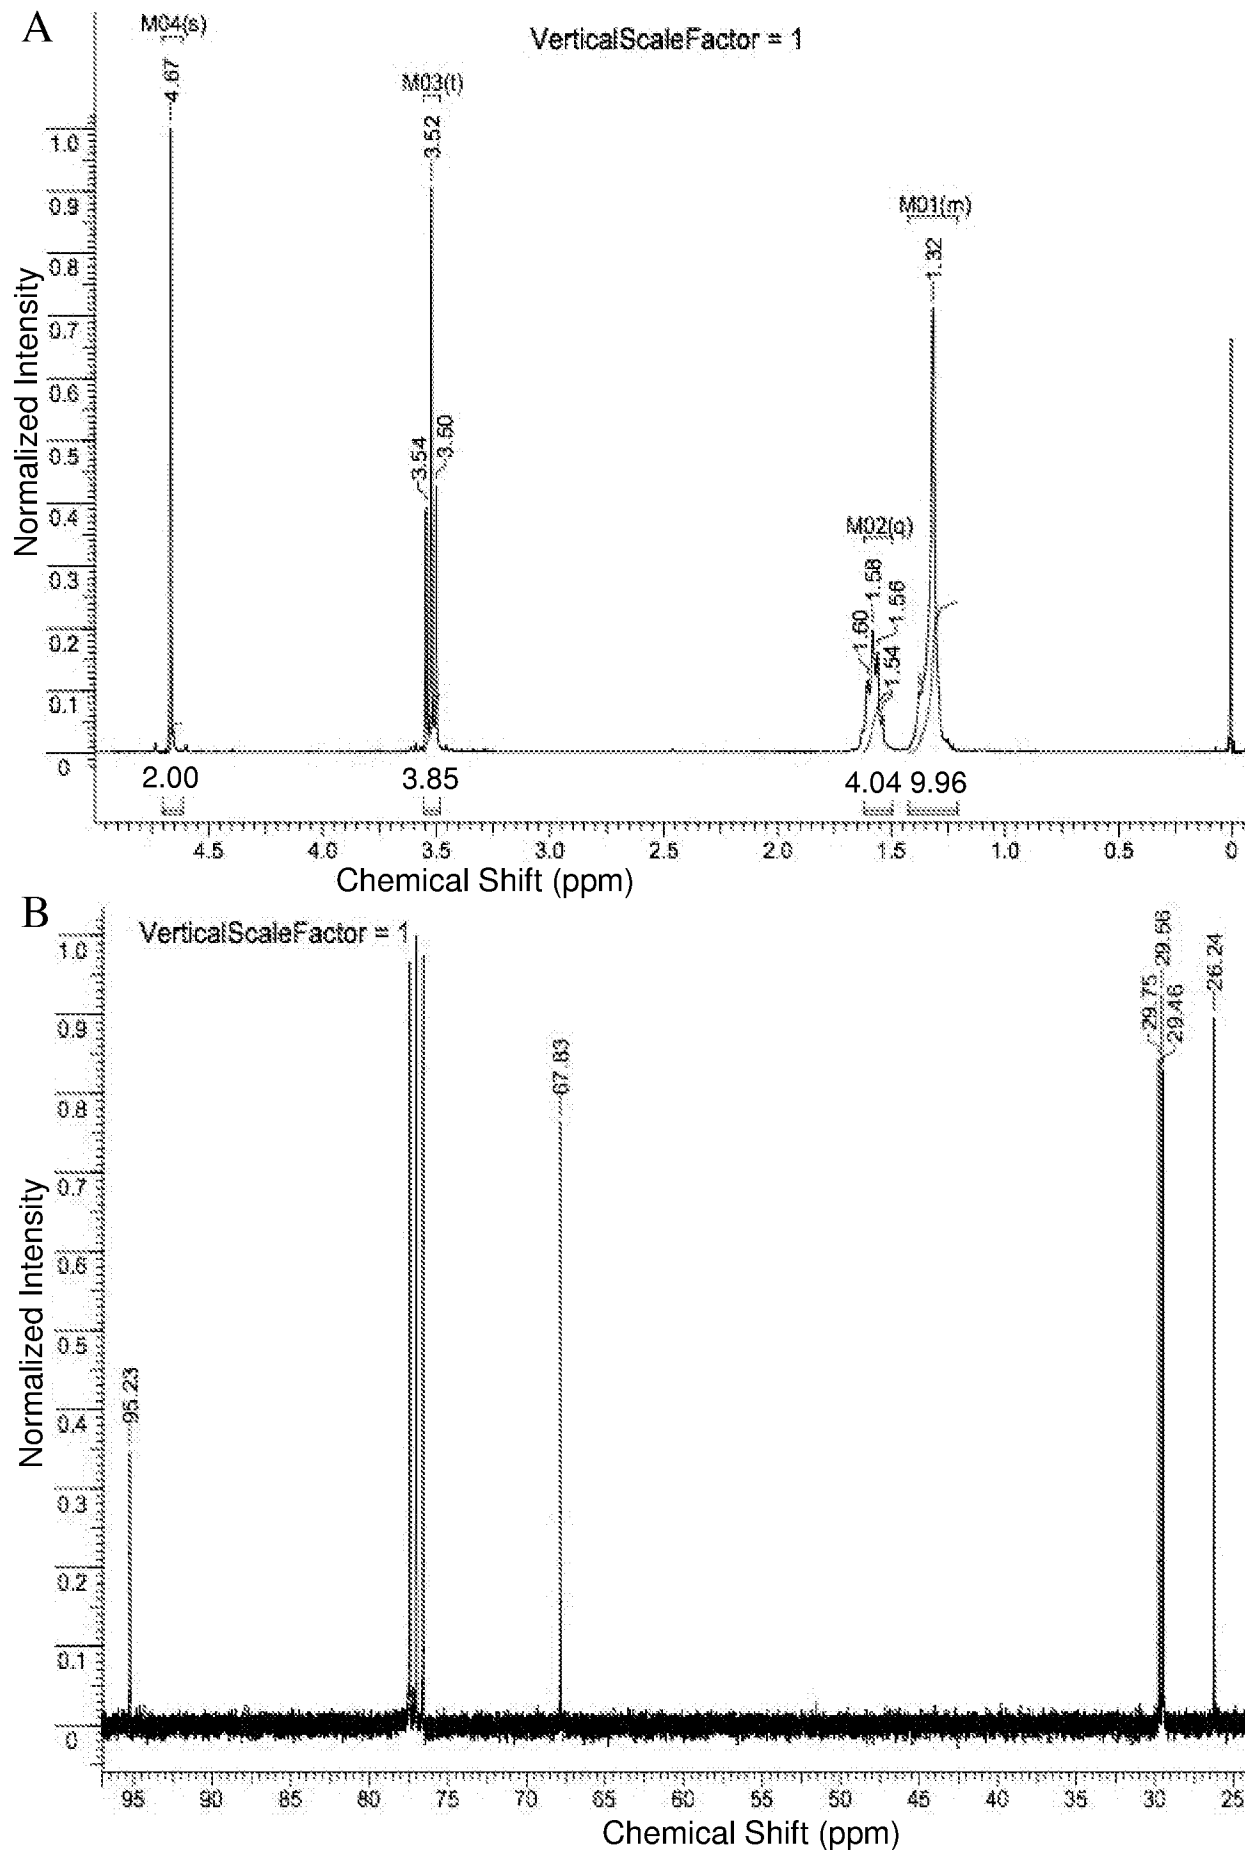 A
M04(s)
VerticalScaleFactor = 1
4.67
M03(t)
3.52
M01(m)
1.32
3.54
3.50
M02(q)
1.60
1.58
1.56
1.54
Normalized Intensity
1.0
0.9
0.8
0.7
0.6
0.5
0.4
0.3
0.2
0.1
0
2.00 3.85 4.04 9.96
4.5 4.0 3.5 3.0 2.5 2.0 1.5 1.0 0.5 0
Chemical Shift (ppm)
B
VerticalScaleFactor = 1
95.23
67.83
29.75
29.56
29.46
26.24
Normalized Intensity
1.0
0.9
0.8
0.7
0.6
0.5
0.4
0.3
0.2
0.1
0
95 90 85 80 75 70 65 60 55 50 45 40 35 30 25
Chemical Shift (ppm)